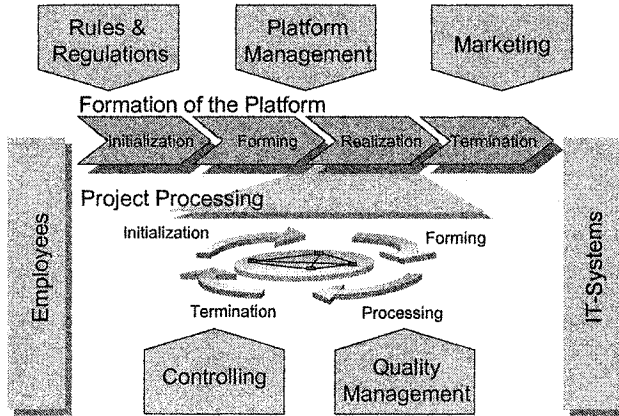 Rules &
Regulations
Platform
Management
Marketing
Formation of the Platform
Initialization
Forming
Realization
Termination
Employees
IT-Systems
Project Processing
Initialization
Forming
Termination
Processing
Controlling
Quality
Management